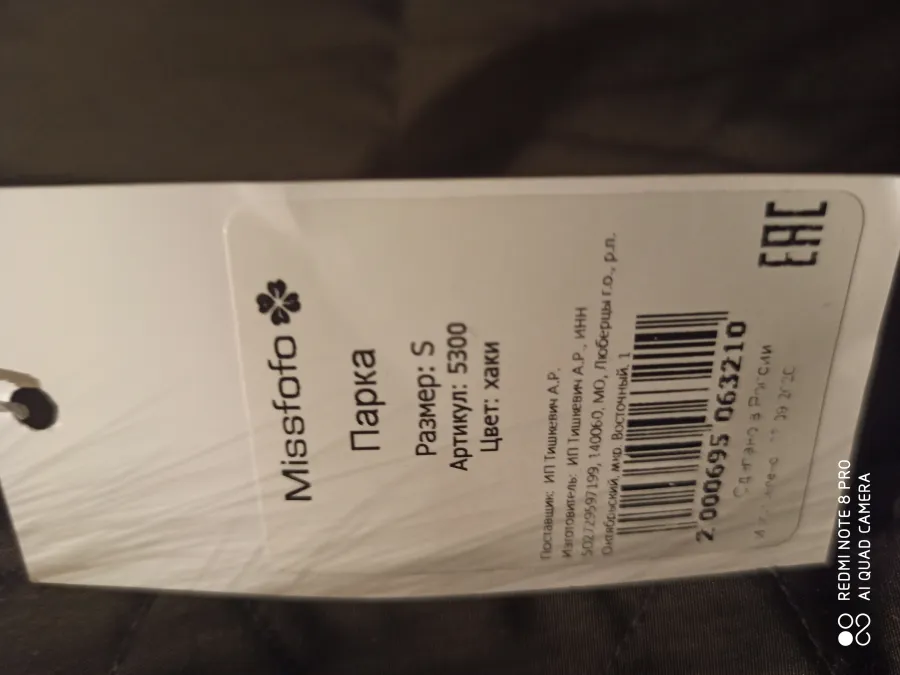 Missfofo
Парка
Размер: S
Артикул: 5300
Цвет: хаки
Поставщик: ИП Тишкевич А.Р.
Изготовитель: ИП Тишкевич А.Р., ИНН
502729597199, 140060, МО, Люберцы г.о., р.п.
Октябрьский, мкр. Восточный, 1
2 000695 063210
Сделано в России
EAC
REDMI NOTE 8 PRO
AI QUAD CAMERA